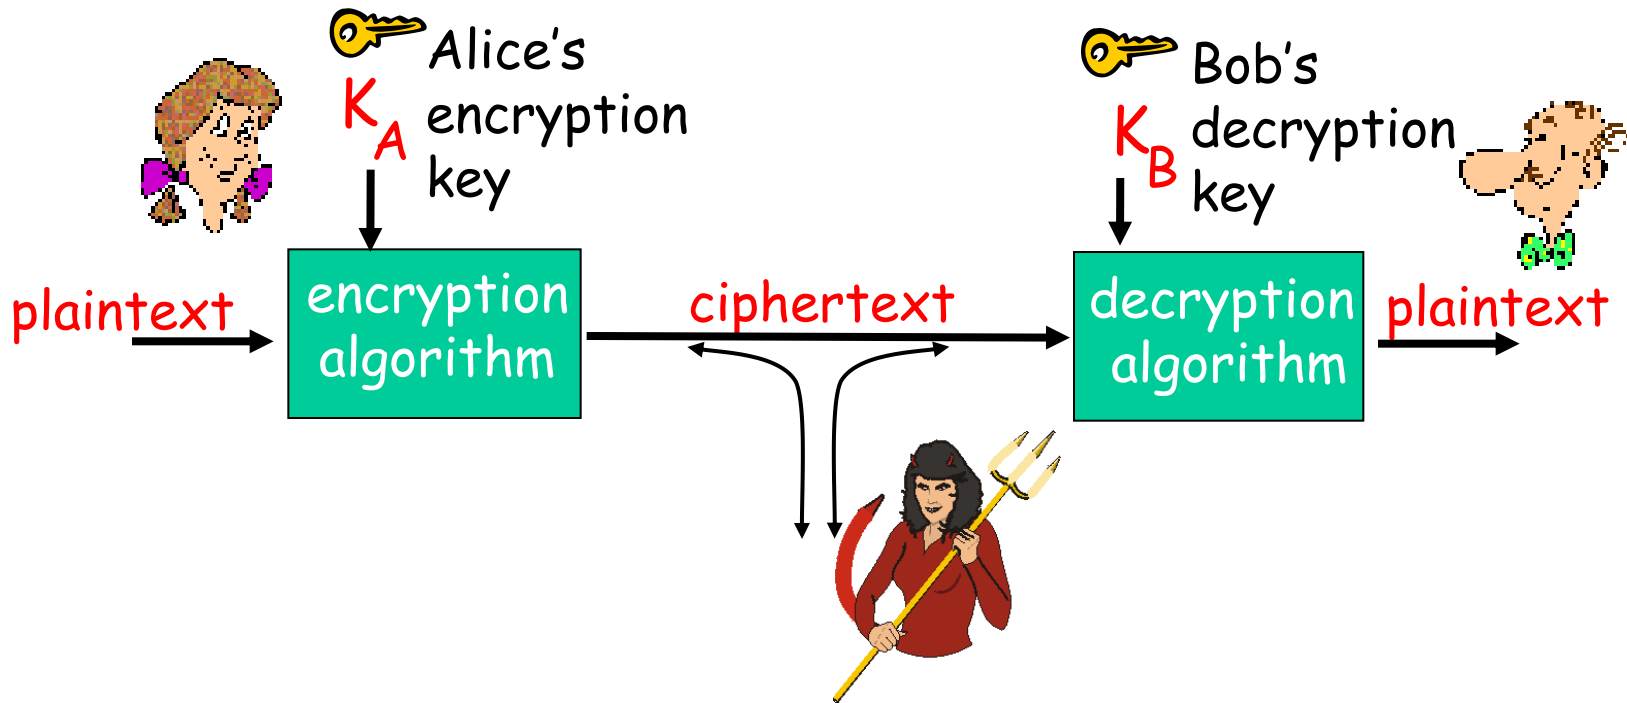 Alice's
encryption
key
K
A
Bob's
decryption
key
K
B
plaintext
encryption
algorithm
ciphertext
decryption
algorithm
plaintext